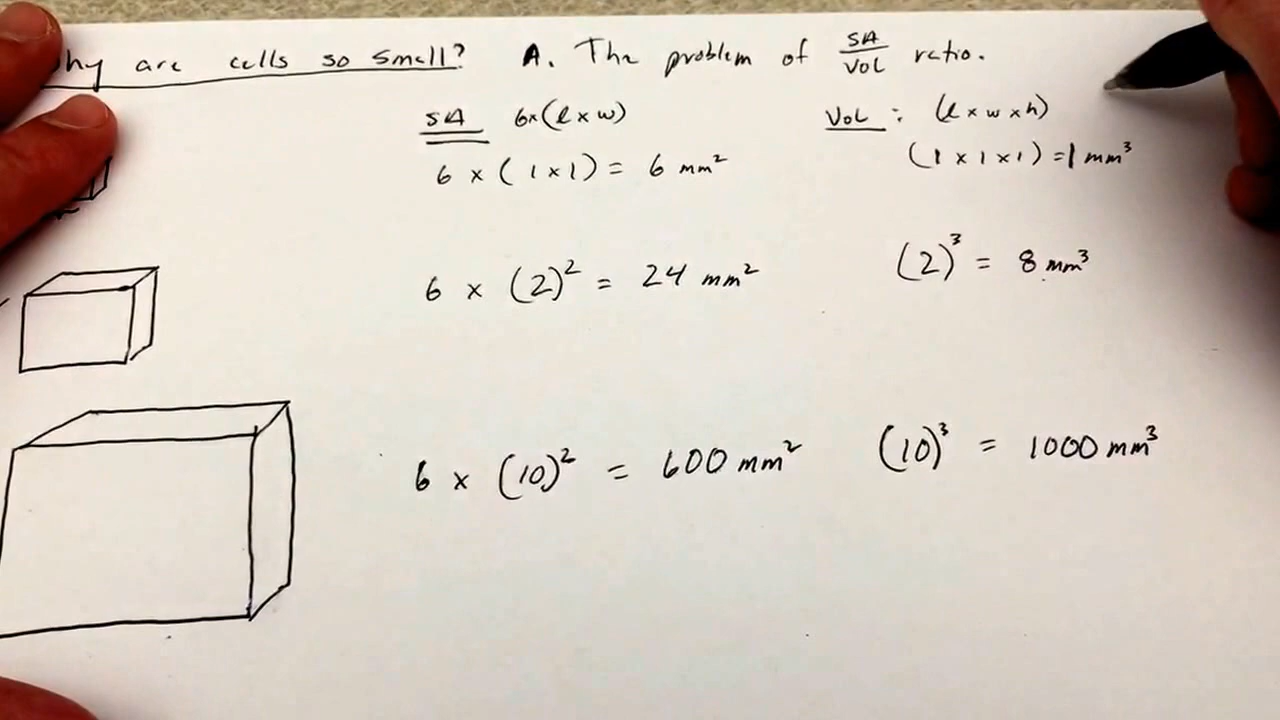 hy are cells so small? A. The problem of SA/VOL ratio.
SA 6×(l×w) VOL: (l×w×h)
6 × (1×1) = 6 mm² (1×1×1) = 1 mm³
6 × (2)² = 24 mm² (2)³ = 8 mm³
6 × (10)² = 600 mm² (10)³ = 1000 mm³